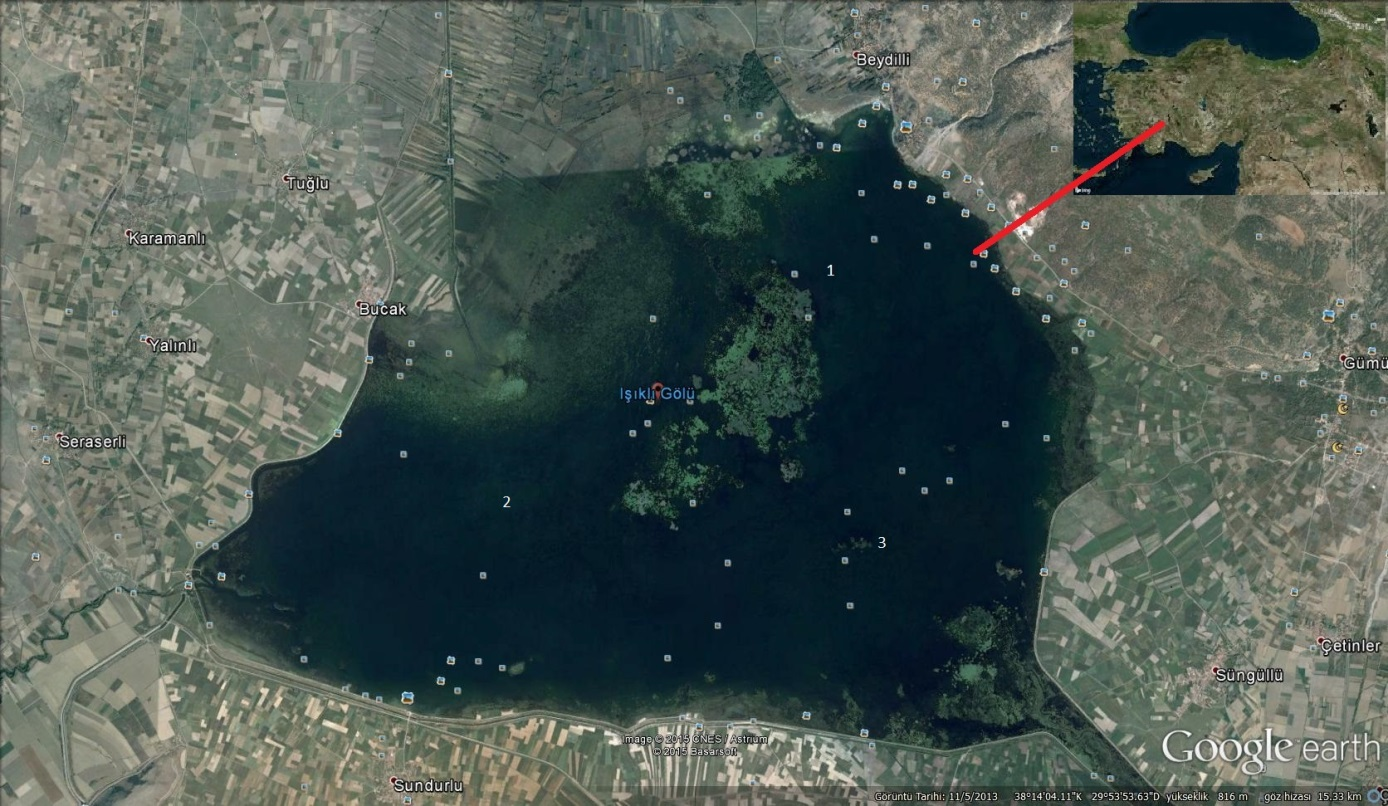 Beydilli
Tuğlu
Karamanlı
1
Bucak
Yalınlı
Gümü
Işıklı Gölü
Seraserli
2
3
Çetinler
Süngüllü
Image © 2015 CNES / Astrium
© 2015 Basarsoft
Google earth
Sundurlu
Görüntü Tarihi: 11/5/2013 38°14'04.11"K 29°53'53.63"D yükseklik 816 m göz hizası 15.33 km